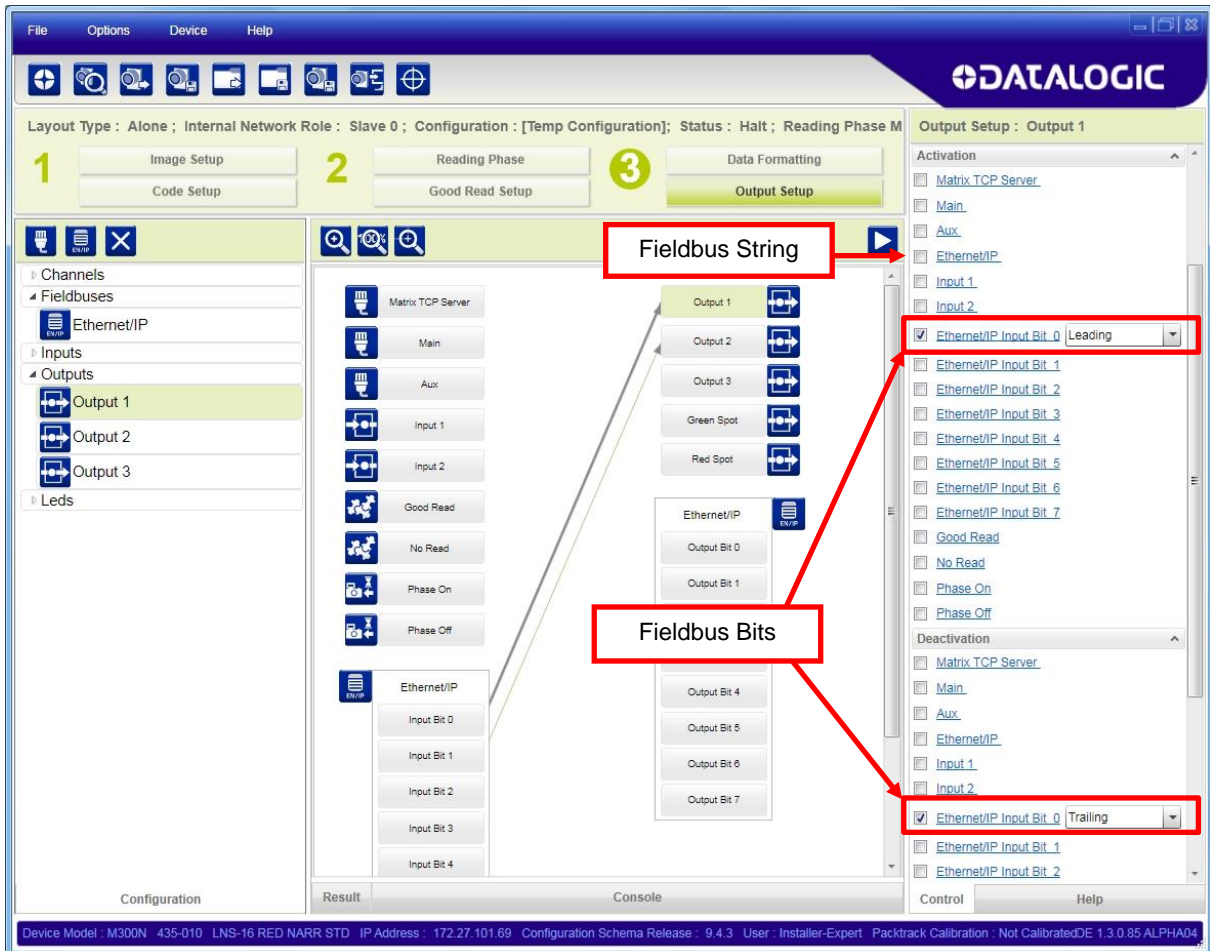 File Options Device Help
DATALOGIC
Layout Type : Alone ; Internal Network Role : Slave 0 ; Configuration : [Temp Configuration]; Status : Halt ; Reading Phase M
1
Image Setup
Code Setup
2
Reading Phase
Good Read Setup
3
Data Formatting
Output Setup
EN/IP
Channels
Fieldbuses
EN/IP
Ethernet/IP
Inputs
Outputs
Output 1
Output 2
Output 3
Leds
Configuration
100%
Fieldbus String
Matrix TCP Server
Main
Aux
Input 1
Input 2
Good Read
No Read
Phase On
Phase Off
EN/IP
Ethernet/IP
Input Bit 0
Input Bit 1
Input Bit 2
Input Bit 3
Input Bit 4
Output 1
Output 2
Output 3
Green Spot
Red Spot
Ethernet/IP
EN/IP
Output Bit 0
Output Bit 1
Fieldbus Bits
Output Bit 4
Output Bit 5
Output Bit 6
Output Bit 7
Result
Console
Output Setup : Output 1
Activation
Matrix TCP Server
Main
Aux
Ethernet/IP
Input 1
Input 2
Ethernet/IP Input Bit 0 Leading
Ethernet/IP Input Bit 1
Ethernet/IP Input Bit 2
Ethernet/IP Input Bit 3
Ethernet/IP Input Bit 4
Ethernet/IP Input Bit 5
Ethernet/IP Input Bit 6
Ethernet/IP Input Bit 7
Good Read
No Read
Phase On
Phase Off
Deactivation
Matrix TCP Server
Main
Aux
Ethernet/IP
Input 1
Input 2
Ethernet/IP Input Bit 0 Trailing
Ethernet/IP Input Bit 1
Ethernet/IP Input Bit 2
Control Help
Device Model : M300N 435-010 LNS-16 RED NARR STD IP Address : 172.27.101.69 Configuration Schema Release : 9.4.3 User : Installer-Expert Packtrack Calibration : Not CalibratedDE 1.3.0.85 ALPHA04